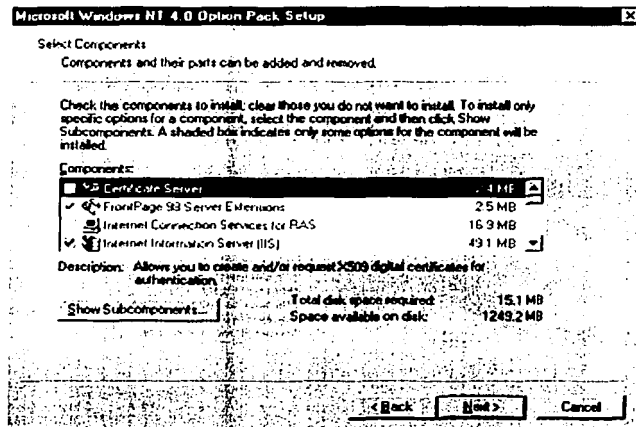 Microsoft Windows NT 4.0 Option Pack Setup
Select Components
Components and their parts can be added and removed.
Check the components to install; clear those you do not want to install. To install only
specific options for a component, select the component and then click Show
Subcomponents. A shaded box indicates only some options for the component will be
installed.
Components:
Certificate Server MB
FrontPage 98 Server Extensions 2.5 MB
Internet Connection Services for RAS 16.9 MB
Internet Information Server (IIS) 49.1 MB
Description: Allows you to create and/or request X509 digital certificates for
authentication.
Show Subcomponents...
Total disk space required: 15.1 MB
Space available on disk: 1249.2 MB
< Back
Next >
Cancel